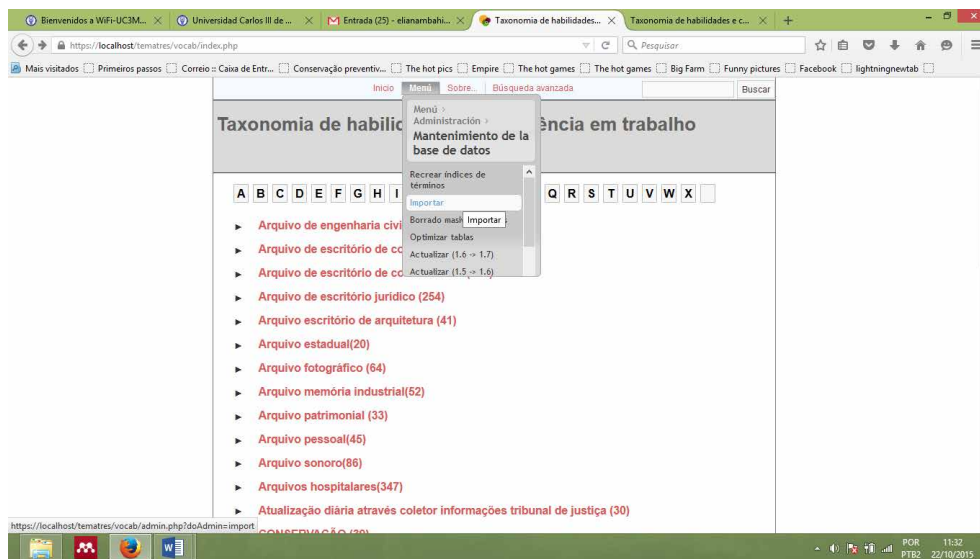 Bienvenidos a WiFi-UC3M...
Universidad Carlos III de ...
Entrada (25) - elianambahi...
Taxonomia de habilidades...
Taxonomia de habilidades e c...
https://localhost/tematres/vocab/index.php
Pesquisar
Mais visitados Primeiros passos Correio :: Caixa de Entr... Conservação preventiv... The hot pics Empire The hot games The hot games Big Farm Funny pictures Facebook lightningnewtab
Inicio Menú Sobre... Búsqueda avanzada Buscar
Menú >
Administración >
Mantenimiento de la
base de datos
Taxonomia de habilid ência em trabalho
Recrear índices de
términos
Importar
Borrado mas Importar
Optimizar tablas
Actualizar (1.6 -> 1.7)
Actualizar (1.5 -> 1.6)
A B C D E F G H I Q R S T U V W X
Arquivo de engenharia civi
Arquivo de escritório de co
Arquivo de escritório de co
Arquivo de escritório jurídico (254)
Arquivo escritório de arquitetura (41)
Arquivo estadual(20)
Arquivo fotográfico (64)
Arquivo memória industrial(52)
Arquivo patrimonial (33)
Arquivo pessoal(45)
Arquivo sonoro(86)
Arquivos hospitalares(347)
Atualização diária através coletor informações tribunal de justiça (30)
CONSERVAÇÃO (39)
https://localhost/tematres/vocab/admin.php?doAdmin=import
POR
PTB2
11:32
22/10/2015